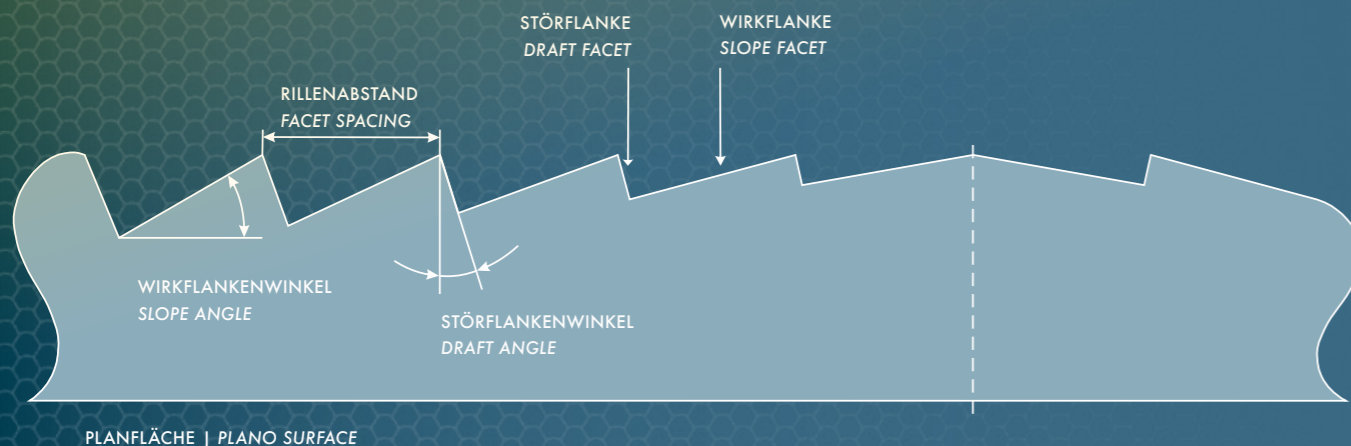 STÖRFLANKE
DRAFT FACET
WIRKFLANKE
SLOPE FACET
RILLENABSTAND
FACET SPACING
WIRKFLANKENWINKEL
SLOPE ANGLE
STÖRFLANKENWINKEL
DRAFT ANGLE
PLANFLÄCHE | PLANO SURFACE